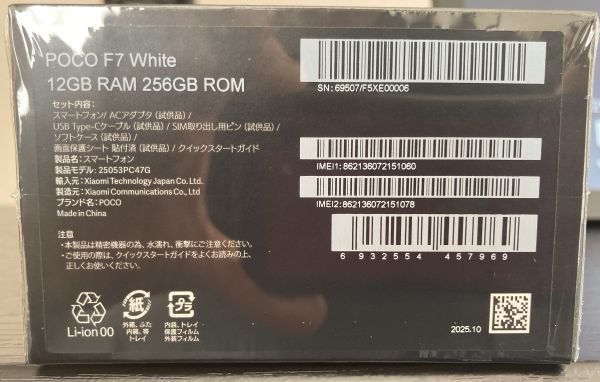 POCO F7 White
12GB RAM 256GB ROM
セット内容：
スマートフォン/ ACアダプタ（試供品）/
USB Type-Cケーブル（試供品）/ SIM取り出し用ピン（試供品）/
ソフトケース（試供品）/
画面保護シート 貼付済（試供品）/ クイックスタートガイド
製品名：スマートフォン
製品モデル：25053PC47G
輸入元：Xiaomi Technology Japan Co., Ltd.
製造元：Xiaomi Communications Co., Ltd.
ブランド名：POCO
Made in China
注意
・本製品は精密機器の為、水濡れ、衝撃にご注意ください。
・ご使用の際は、クイックスタートガイドをよくお読みの上、
正しくお使いください。
Li-ion 00
紙
外箱、ふた
内箱、帯
トレイ
プラ
内袋、トレイ
保護フィルム
外装フィルム
SN: 69507/F5XE00006
IMEI1: 862136072151060
IMEI2: 862136072151078
6 932554 457969
2025.10